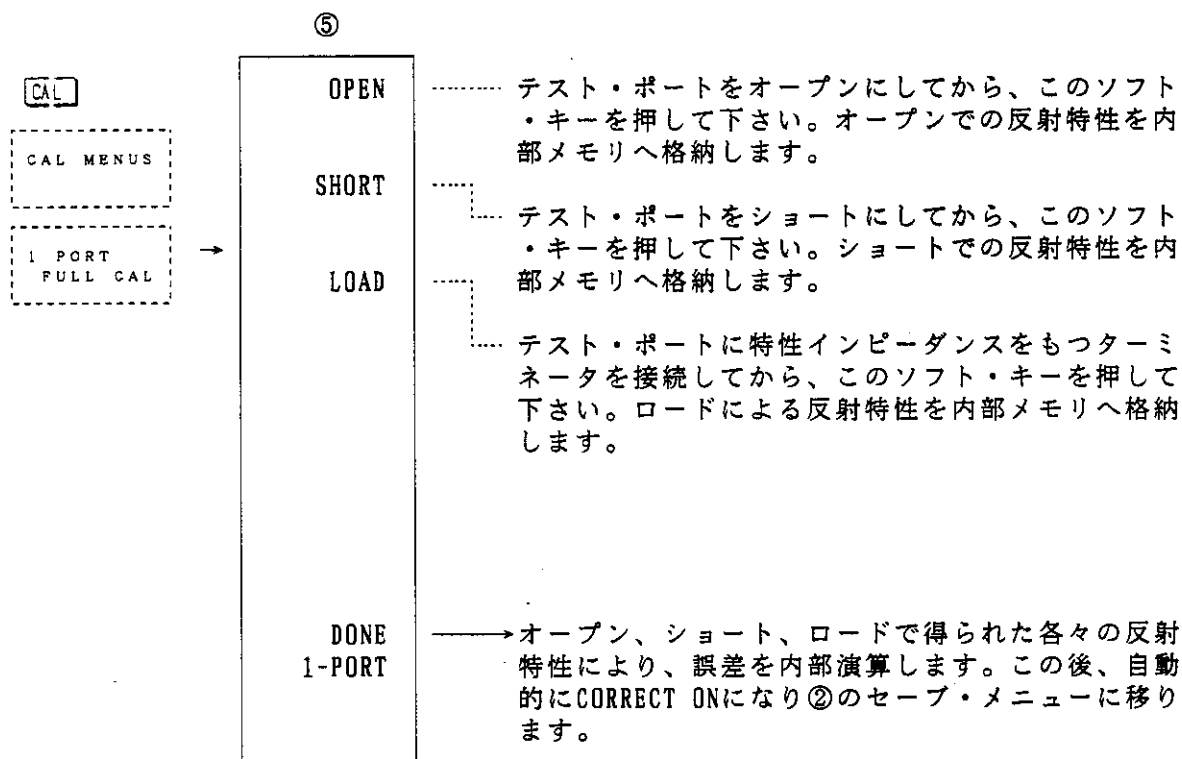 ⑤
CAL
CAL MENUS
1 PORT
FULL CAL
→
OPEN
テスト・ポートをオープンにしてから、このソフト
・キーを押して下さい。オープンでの反射特性を内
部メモリへ格納します。
SHORT
テスト・ポートをショートにしてから、このソフト
・キーを押して下さい。ショートでの反射特性を内
部メモリへ格納します。
LOAD
テスト・ポートに特性インピーダンスをもつターミ
ネータを接続してから、このソフト・キーを押して
下さい。ロードによる反射特性を内部メモリへ格納
します。
DONE
1-PORT
→オープン、ショート、ロードで得られた各々の反射
特性により、誤差を内部演算します。この後、自動
的にCORRECT ONになり②のセーブ・メニューに移り
ます。